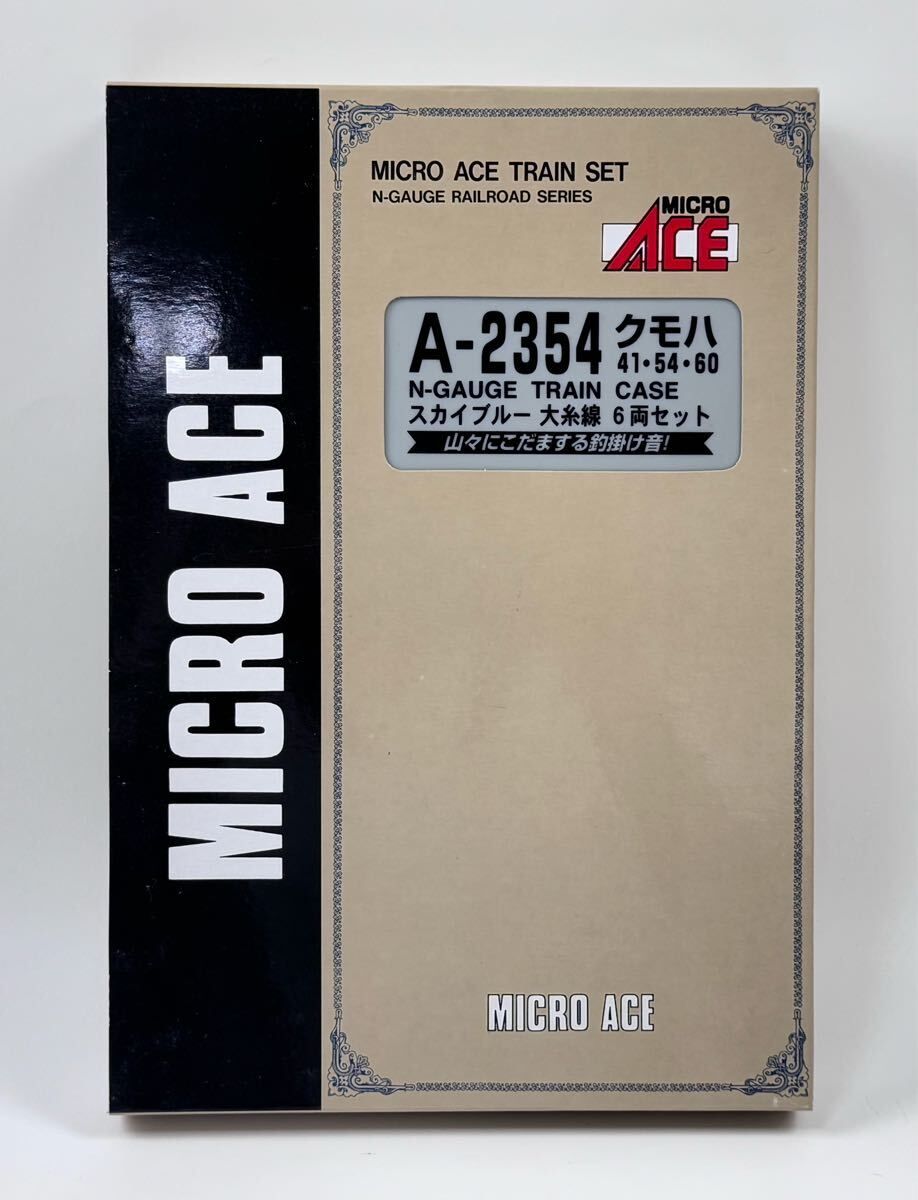 MICRO ACE
MICRO ACE TRAIN SET
N-GAUGE RAILROAD SERIES
MICRO
ACE
A-2354 クモハ
41・54・60
N-GAUGE TRAIN CASE
スカイブルー 大糸線 6両セット
山々にこだまする釣掛け音!
MICRO ACE